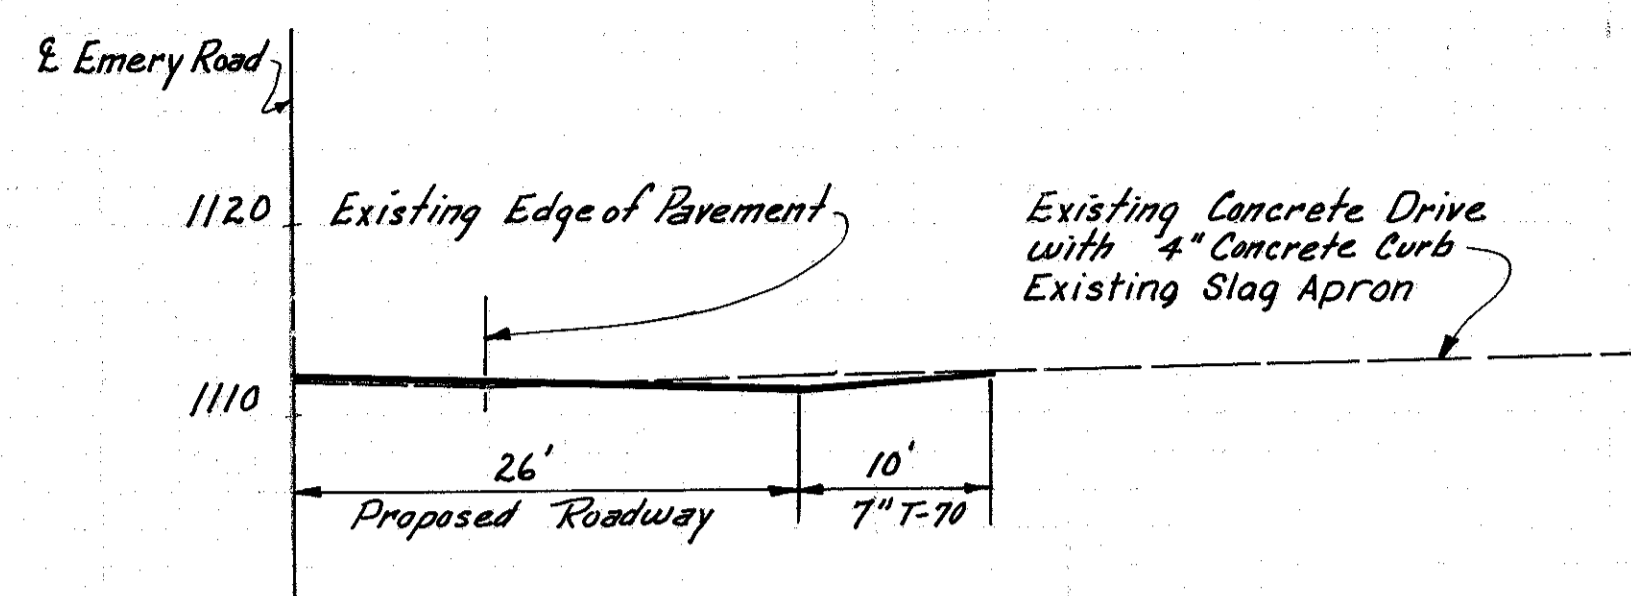 ℄ Emery Road
1120
Existing Edge of Pavement
Existing Concrete Drive
with 4" Concrete Curb
Existing Slag Apron
1110
26'
10'
Proposed Roadway
7" T-70